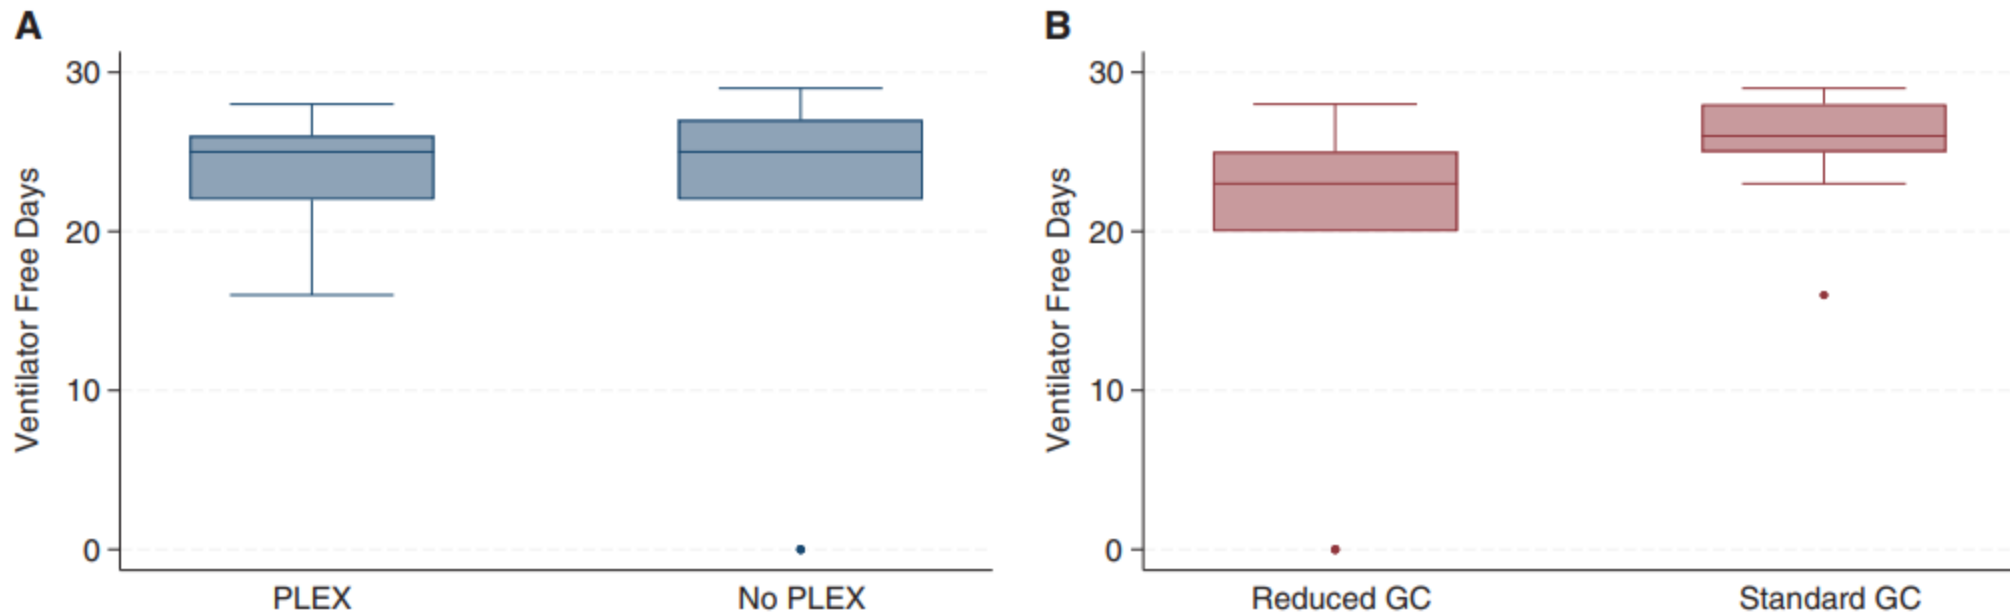 A
Ventilator Free Days
30
20
10
0
PLEX
No PLEX
B
Ventilator Free Days
30
20
10
0
Reduced GC
Standard GC